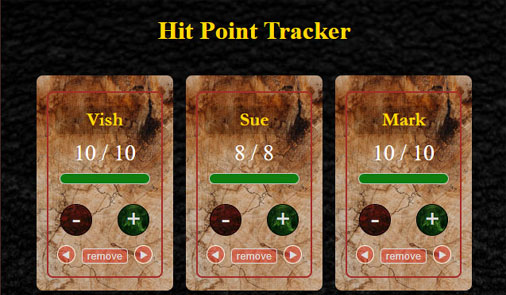 Hit Point Tracker
Vish
10 / 10
- +
remove
Sue
8 / 8
- +
remove
Mark
10 / 10
- +
remove